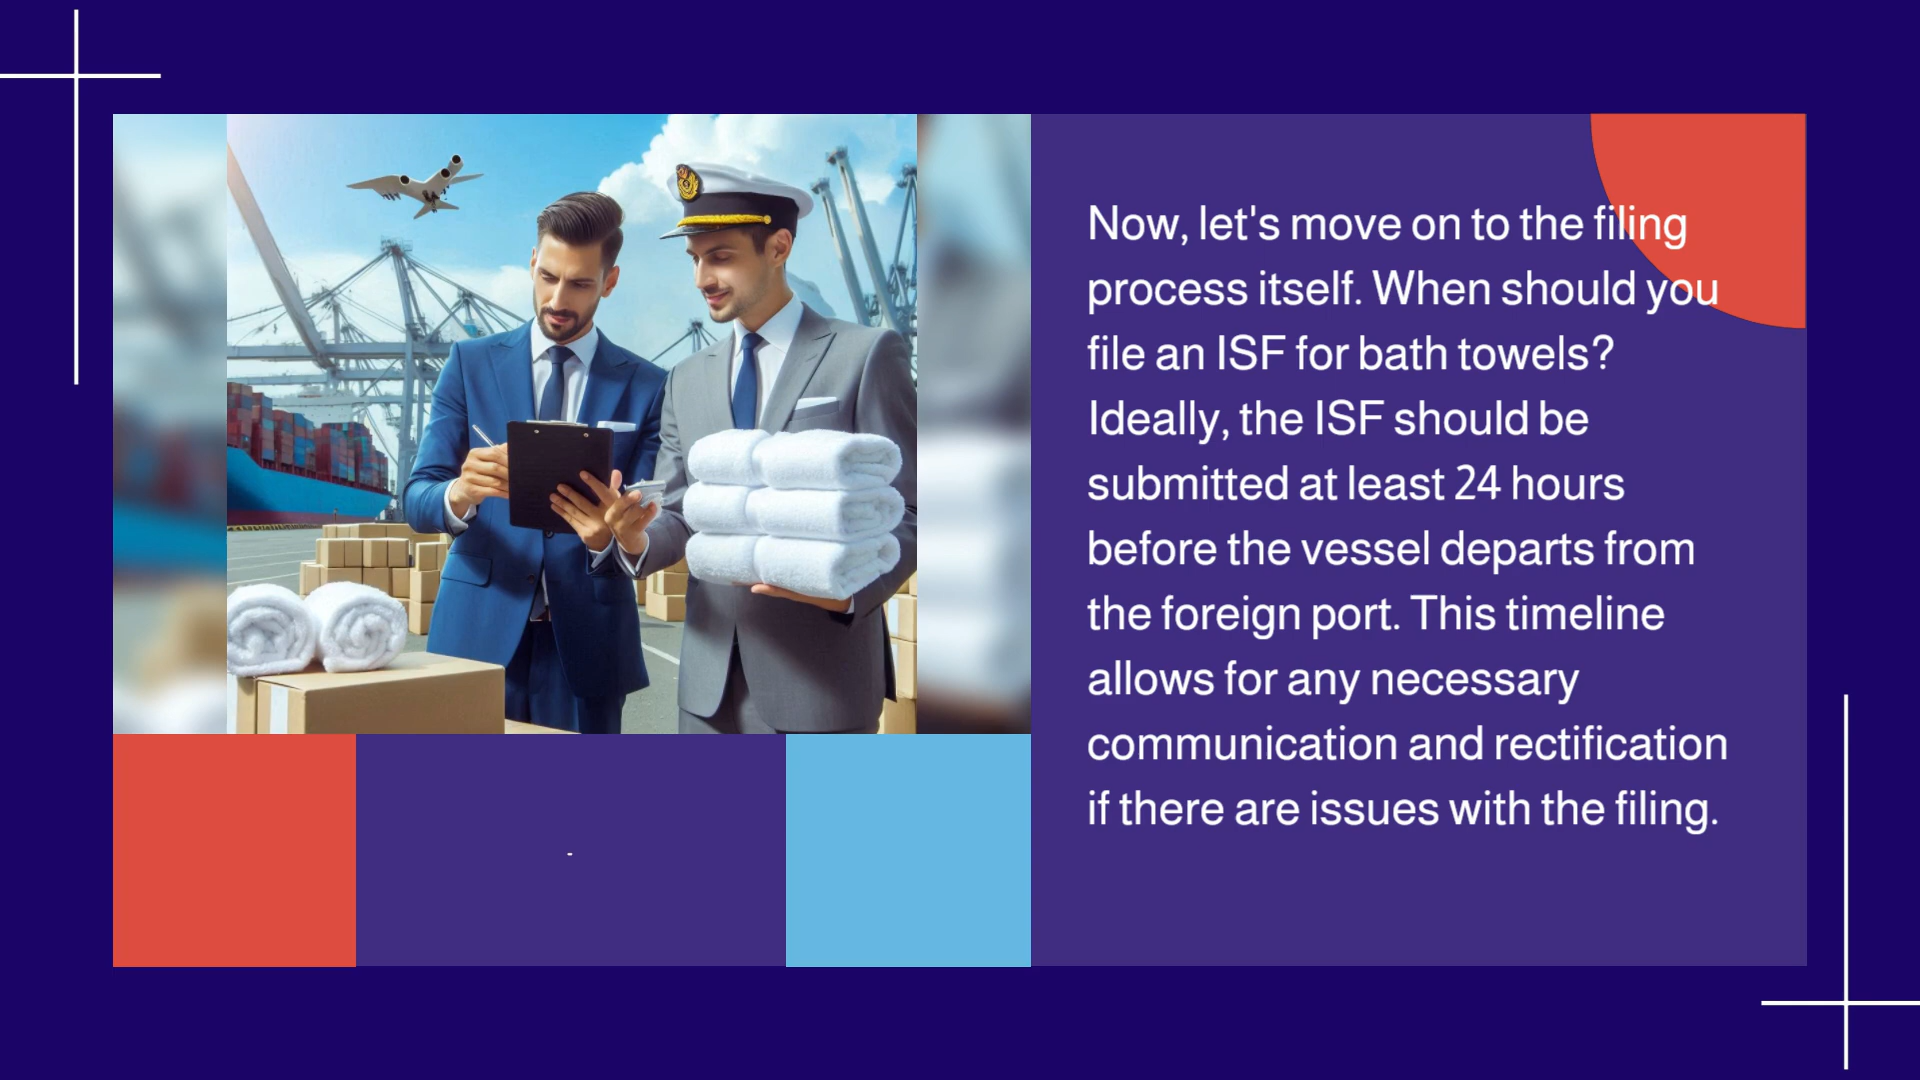 Now, let's move on to the filing
process itself. When should you
file an ISF for bath towels?
Ideally, the ISF should be
submitted at least 24 hours
before the vessel departs from
the foreign port. This timeline
allows for any necessary
communication and rectification
if there are issues with the filing.
-